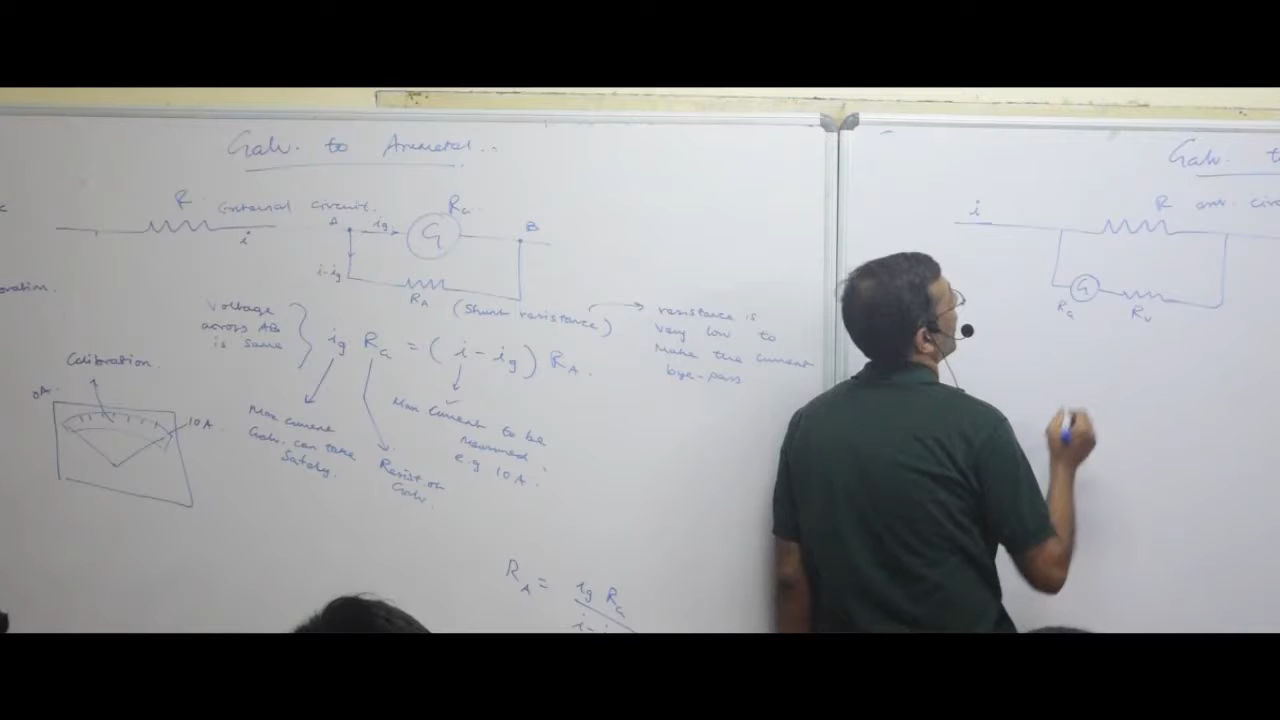 Galv. to Ammeter.
R
External circuit.
i
A
ig
RG
G
B
i-ig
RA
(Shunt resistance)
resistance is
very low to
Make the current
bye-pass
Voltage
across AB
is same
ig RG = (i - ig) RA.
Max current
Galv. can take
Safely.
Resist. of
Galv.
Max current to be
Measured
e.g 10 A.
Calibration.
0A.
10 A.
RA = ig RG
Galv.
i
R
G
RG
RV